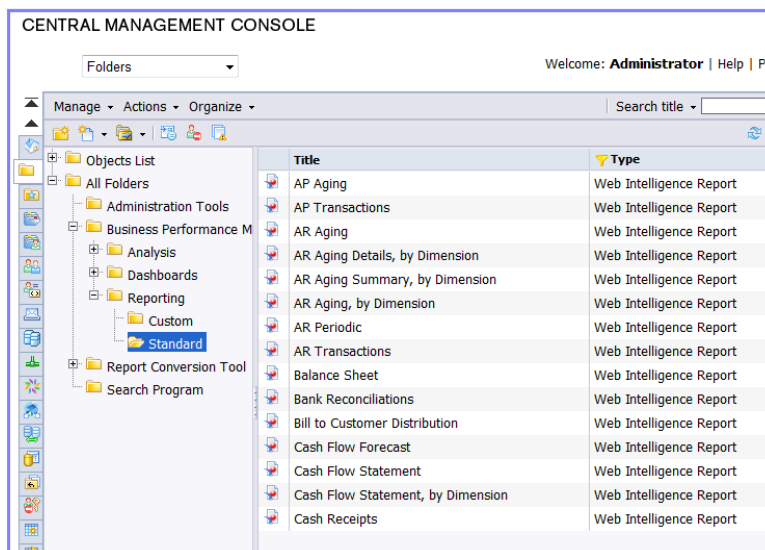 CENTRAL MANAGEMENT CONSOLE
Folders
Welcome: Administrator | Help | P
Manage Actions Organize
Search title
Objects List
All Folders
Administration Tools
Business Performance M
Analysis
Dashboards
Reporting
Custom
Standard
Report Conversion Tool
Search Program
Title Type
AP Aging Web Intelligence Report
AP Transactions Web Intelligence Report
AR Aging Web Intelligence Report
AR Aging Details, by Dimension Web Intelligence Report
AR Aging Summary, by Dimension Web Intelligence Report
AR Aging, by Dimension Web Intelligence Report
AR Periodic Web Intelligence Report
AR Transactions Web Intelligence Report
Balance Sheet Web Intelligence Report
Bank Reconciliations Web Intelligence Report
Bill to Customer Distribution Web Intelligence Report
Cash Flow Forecast Web Intelligence Report
Cash Flow Statement Web Intelligence Report
Cash Flow Statement, by Dimension Web Intelligence Report
Cash Receipts Web Intelligence Report